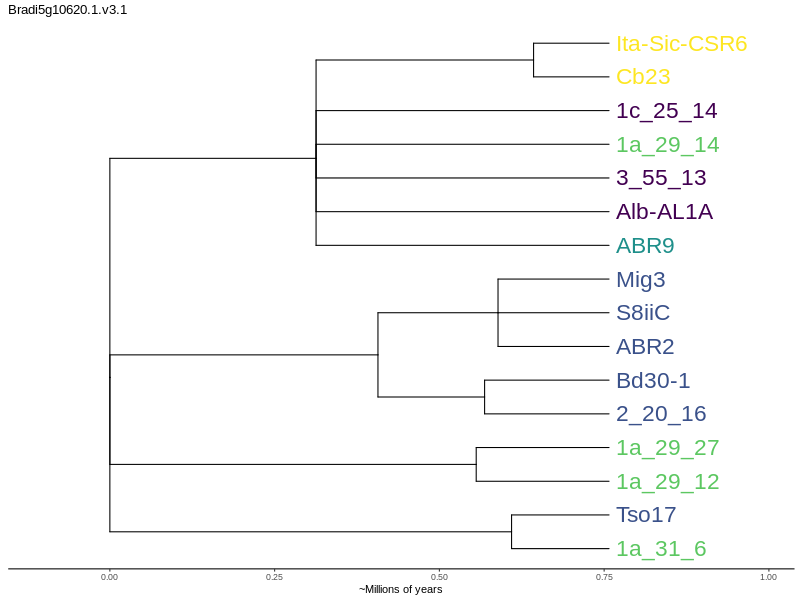 Bradi5g10620.1.v3.1
Ita-Sic-CSR6
Cb23
1c_25_14
1a_29_14
3_55_13
Alb-AL1A
ABR9
Mig3
S8iiC
ABR2
Bd30-1
2_20_16
1a_29_27
1a_29_12
Tso17
1a_31_6
0.00 0.25 0.50 0.75 1.00
~Millions of years